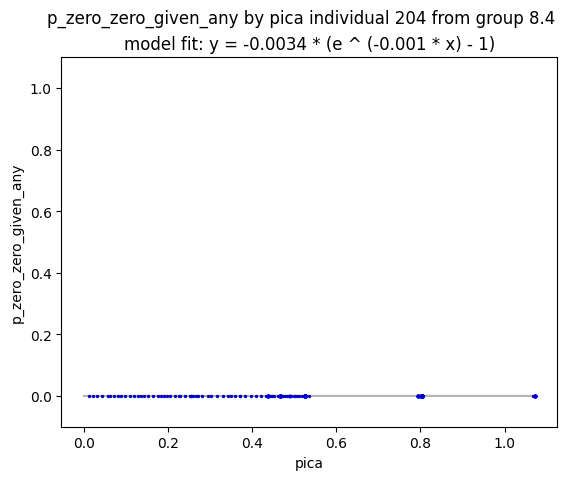 p_zero_zero_given_any by pica individual 204 from group 8.4
model fit: y = -0.0034 * (e ^ (-0.001 * x) - 1)
1.0
0.8
0.6
0.4
0.2
0.0
p_zero_zero_given_any
0.0 0.2 0.4 0.6 0.8 1.0
pica